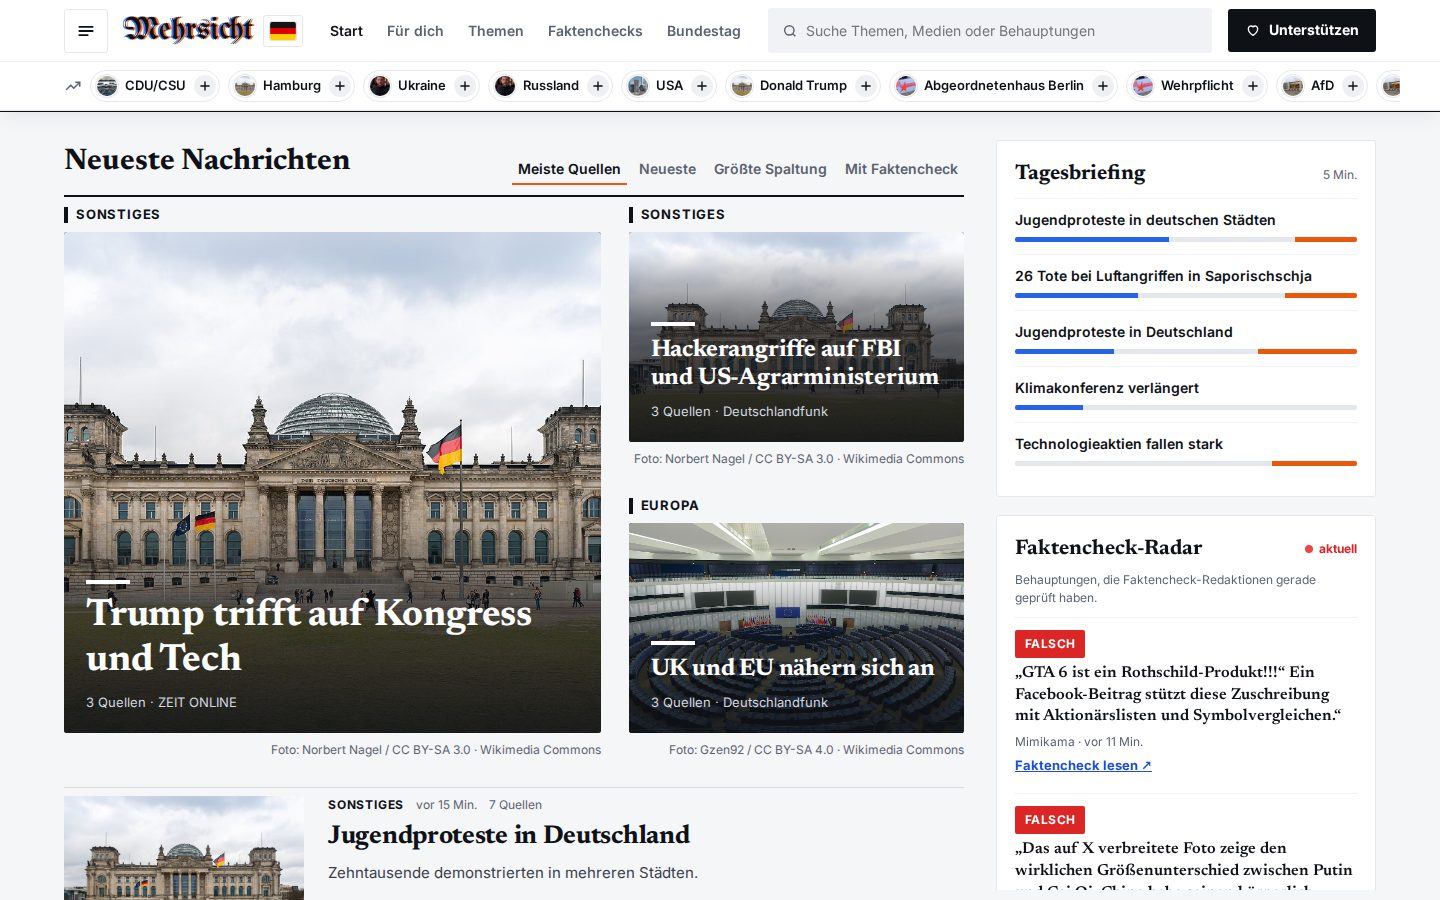 Mehrsicht
Start
Für dich
Themen
Faktenchecks
Bundestag
Suche Themen, Medien oder Behauptungen
Unterstützen
CDU/CSU +
Hamburg +
Ukraine +
Russland +
USA +
Donald Trump +
Abgeordnetenhaus Berlin +
Wehrpflicht +
AfD +
Neueste Nachrichten
Meiste Quellen
Neueste
Größte Spaltung
Mit Faktencheck
SONSTIGES
DEM DEUTSCHEN VOLKE
Trump trifft auf Kongress
und Tech
3 Quellen · ZEIT ONLINE
Foto: Norbert Nagel / CC BY-SA 3.0 · Wikimedia Commons
SONSTIGES
Hackerangriffe auf FBI
und US-Agrarministerium
3 Quellen · Deutschlandfunk
Foto: Norbert Nagel / CC BY-SA 3.0 · Wikimedia Commons
EUROPA
UK und EU nähern sich an
3 Quellen · Deutschlandfunk
Foto: Gzen92 / CC BY-SA 4.0 · Wikimedia Commons
SONSTIGES vor 15 Min. 7 Quellen
Jugendproteste in Deutschland
Zehntausende demonstrierten in mehreren Städten.
Tagesbriefing
5 Min.
Jugendproteste in deutschen Städten
26 Tote bei Luftangriffen in Saporischschja
Jugendproteste in Deutschland
Klimakonferenz verlängert
Technologieaktien fallen stark
Faktencheck-Radar
aktuell
Behauptungen, die Faktencheck-Redaktionen gerade
geprüft haben.
FALSCH
„GTA 6 ist ein Rothschild-Produkt!!!“ Ein
Facebook-Beitrag stützt diese Zuschreibung
mit Aktionärslisten und Symbolvergleichen.“
Mimikama · vor 11 Min.
Faktencheck lesen ↗
FALSCH
„Das auf X verbreitete Foto zeige den
wirklichen Größenunterschied zwischen Putin